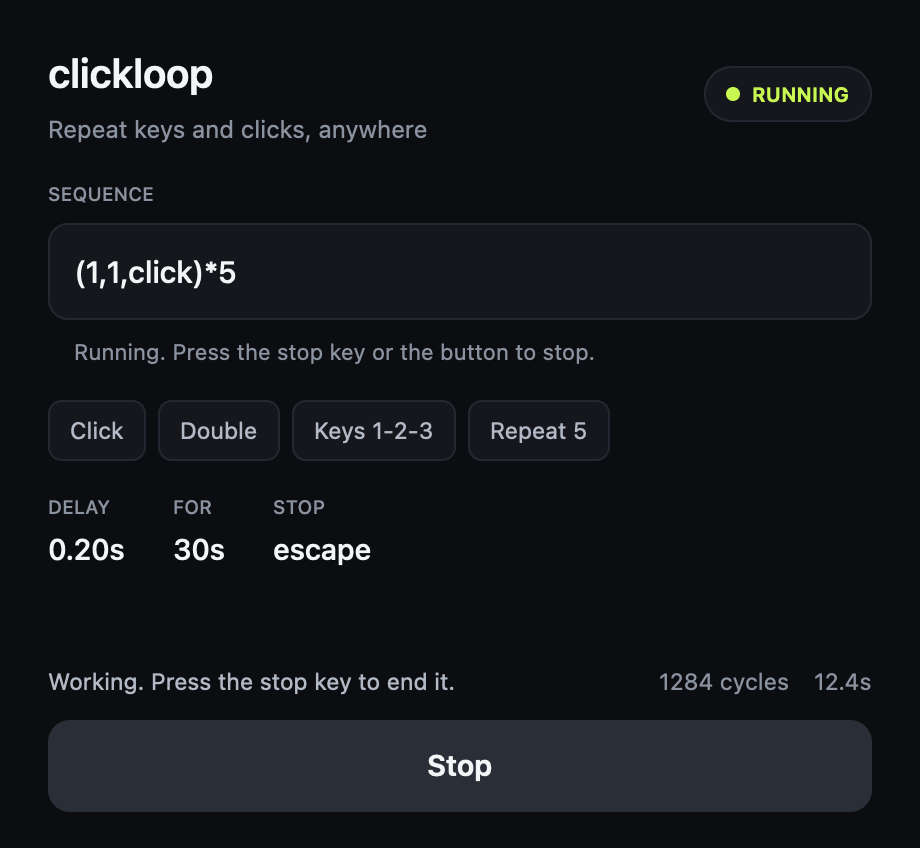 clickloop
RUNNING
Repeat keys and clicks, anywhere
SEQUENCE
(1,1,click)*5
Running. Press the stop key or the button to stop.
Click Double Keys 1-2-3 Repeat 5
DELAY FOR STOP
0.20s 30s escape
Working. Press the stop key to end it. 1284 cycles 12.4s
Stop